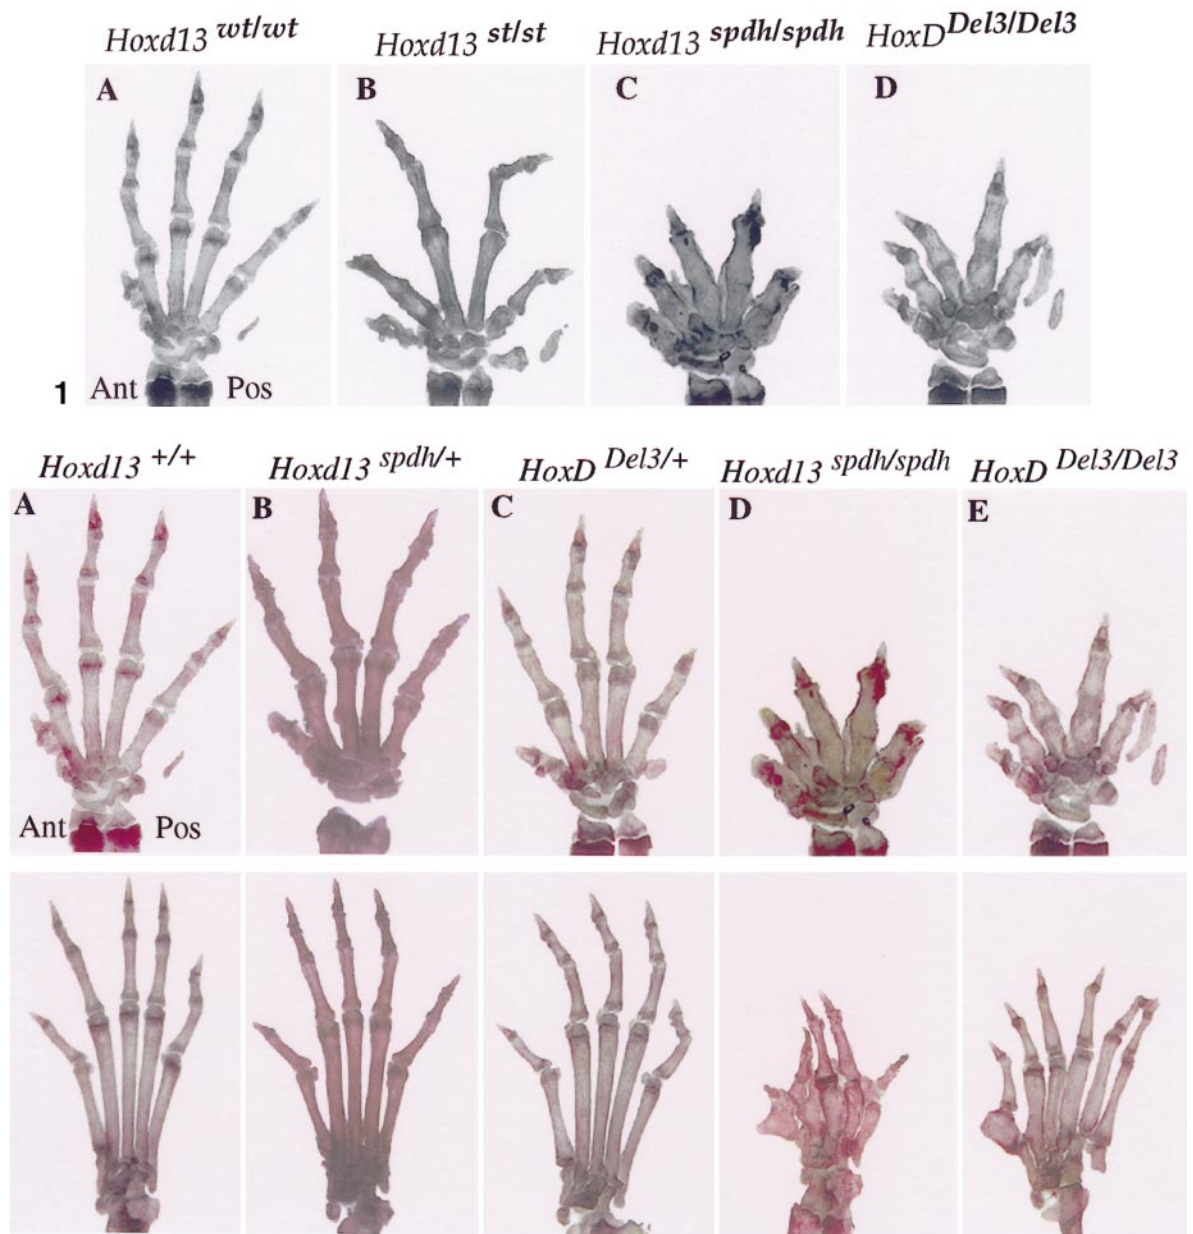 Hoxd13 wt/wt Hoxd13 st/st Hoxd13 spdh/spdh HoxD Del3/Del3
A B C D
1 Ant Pos
Hoxd13 +/+ Hoxd13 spdh/+ HoxD Del3/+ Hoxd13 spdh/spdh HoxD Del3/Del3
A B C D E
Ant Pos